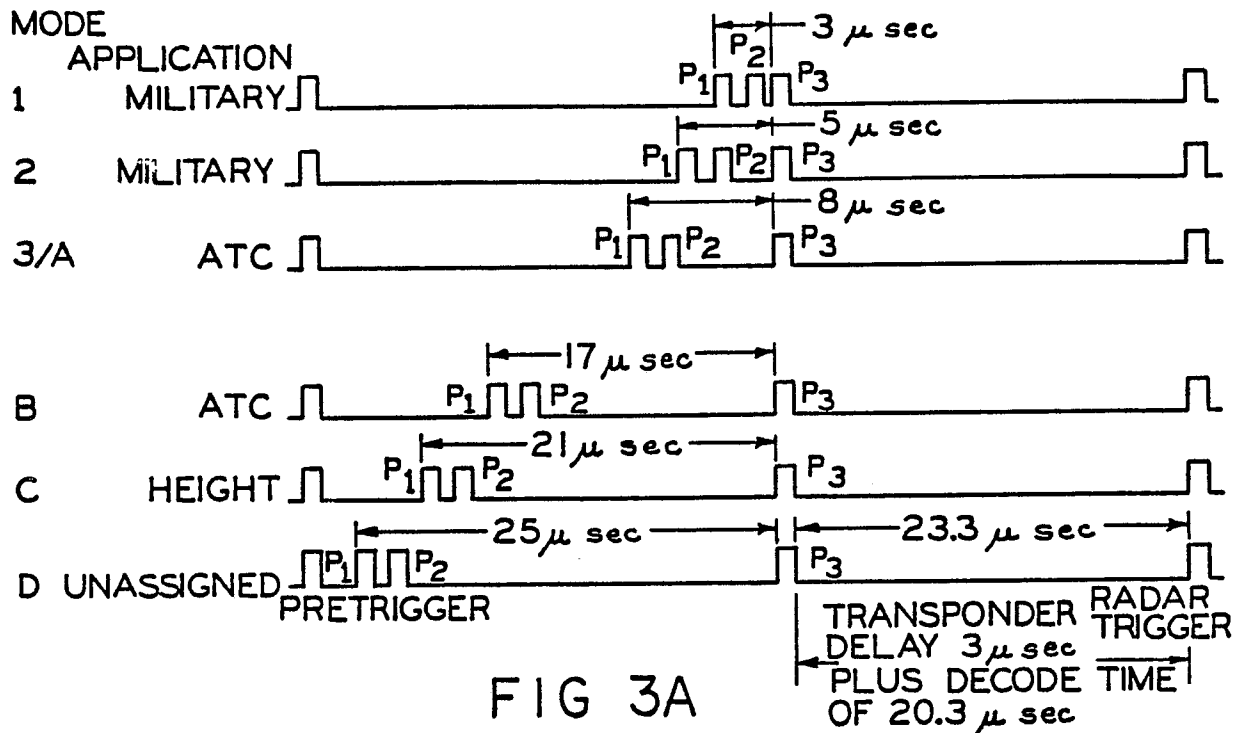 MODE
APPLICATION
3 μ sec
P2
1 MILITARY P1 P3
5 μ sec
2 MILITARY P1 P2 P3
8 μ sec
3/A ATC P1 P2 P3
17 μ sec
B ATC P1 P2 P3
21 μ sec
C HEIGHT P1 P2 P3
25 μ sec 23.3 μ sec
D UNASSIGNED P1 P2 P3
PRETRIGGER
RADAR
TRIGGER
TRANSPONDER
DELAY 3 μ sec
PLUS DECODE TIME
OF 20.3 μ sec
FIG 3A